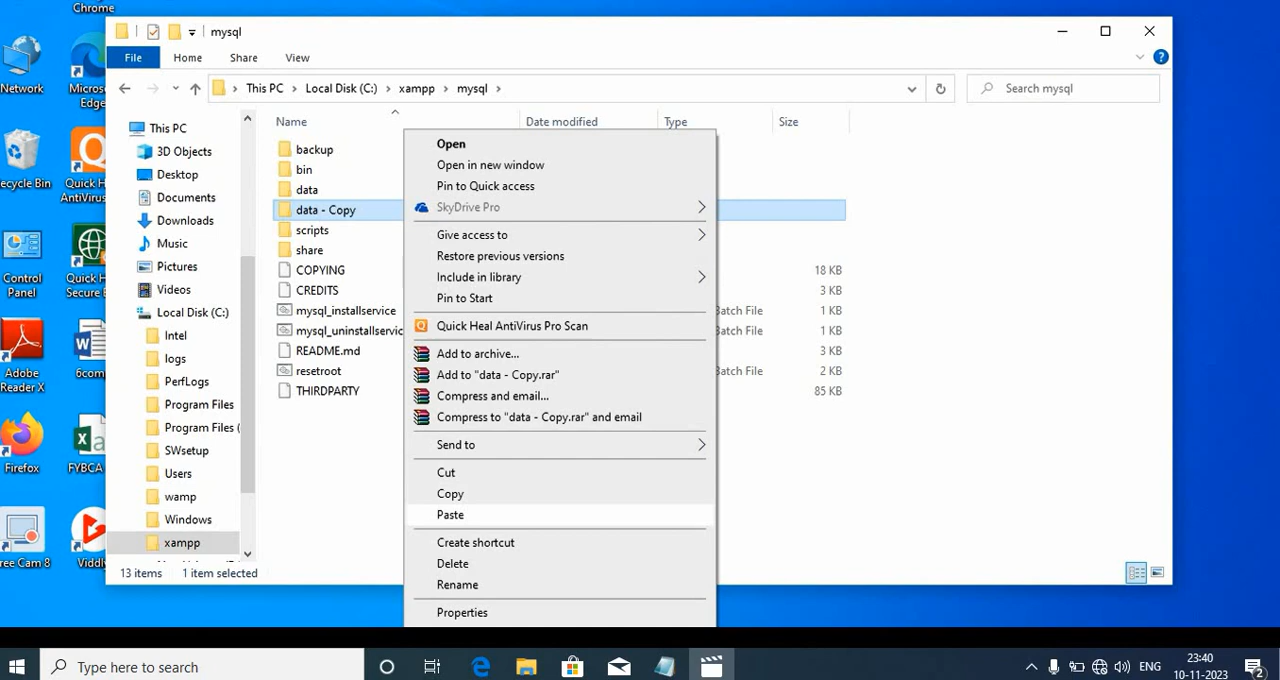 Chrome
Network
Micros
Edge
ecycle Bin
Quick H
AntiVirus
Control
Panel
Quick H
Secure
Adobe
Reader X
6com
Firefox
FYBCA
ree Cam 8
Viddly
mysql
File
Home
Share
View
This PC
Local Disk (C:)
xampp
mysql
Search mysql
This PC
3D Objects
Desktop
Documents
Downloads
Music
Pictures
Videos
Local Disk (C:)
Intel
logs
PerfLogs
Program Files
Program Files (
SWsetup
Users
wamp
Windows
xampp
Name
Date modified
Type
Size
backup
bin
data
data - Copy
scripts
share
COPYING
18 KB
CREDITS
3 KB
mysql_installservice
Batch File
1 KB
mysql_uninstallservic
Batch File
1 KB
README.md
3 KB
resetroot
Batch File
2 KB
THIRDPARTY
85 KB
Open
Open in new window
Pin to Quick access
SkyDrive Pro
Give access to
Restore previous versions
Include in library
Pin to Start
Quick Heal AntiVirus Pro Scan
Add to archive...
Add to "data - Copy.rar"
Compress and email...
Compress to "data - Copy.rar" and email
Send to
Cut
Copy
Paste
Create shortcut
Delete
Rename
Properties
13 items
1 item selected
Type here to search
ENG
23:40
10-11-2023
2